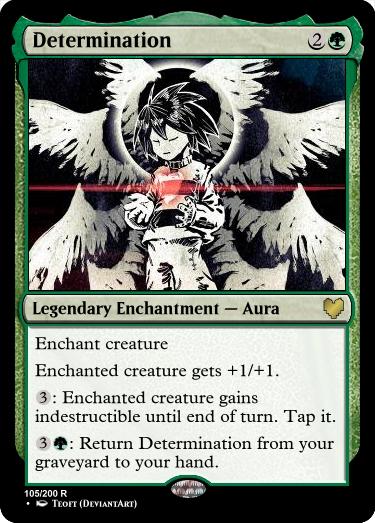 Determination 2
Legendary Enchantment — Aura
Enchant creature
Enchanted creature gets +1/+1.
3: Enchanted creature gains
indestructible until end of turn. Tap it.
3: Return Determination from your
graveyard to your hand.
105/200 R
• Teoft (DeviantArt)